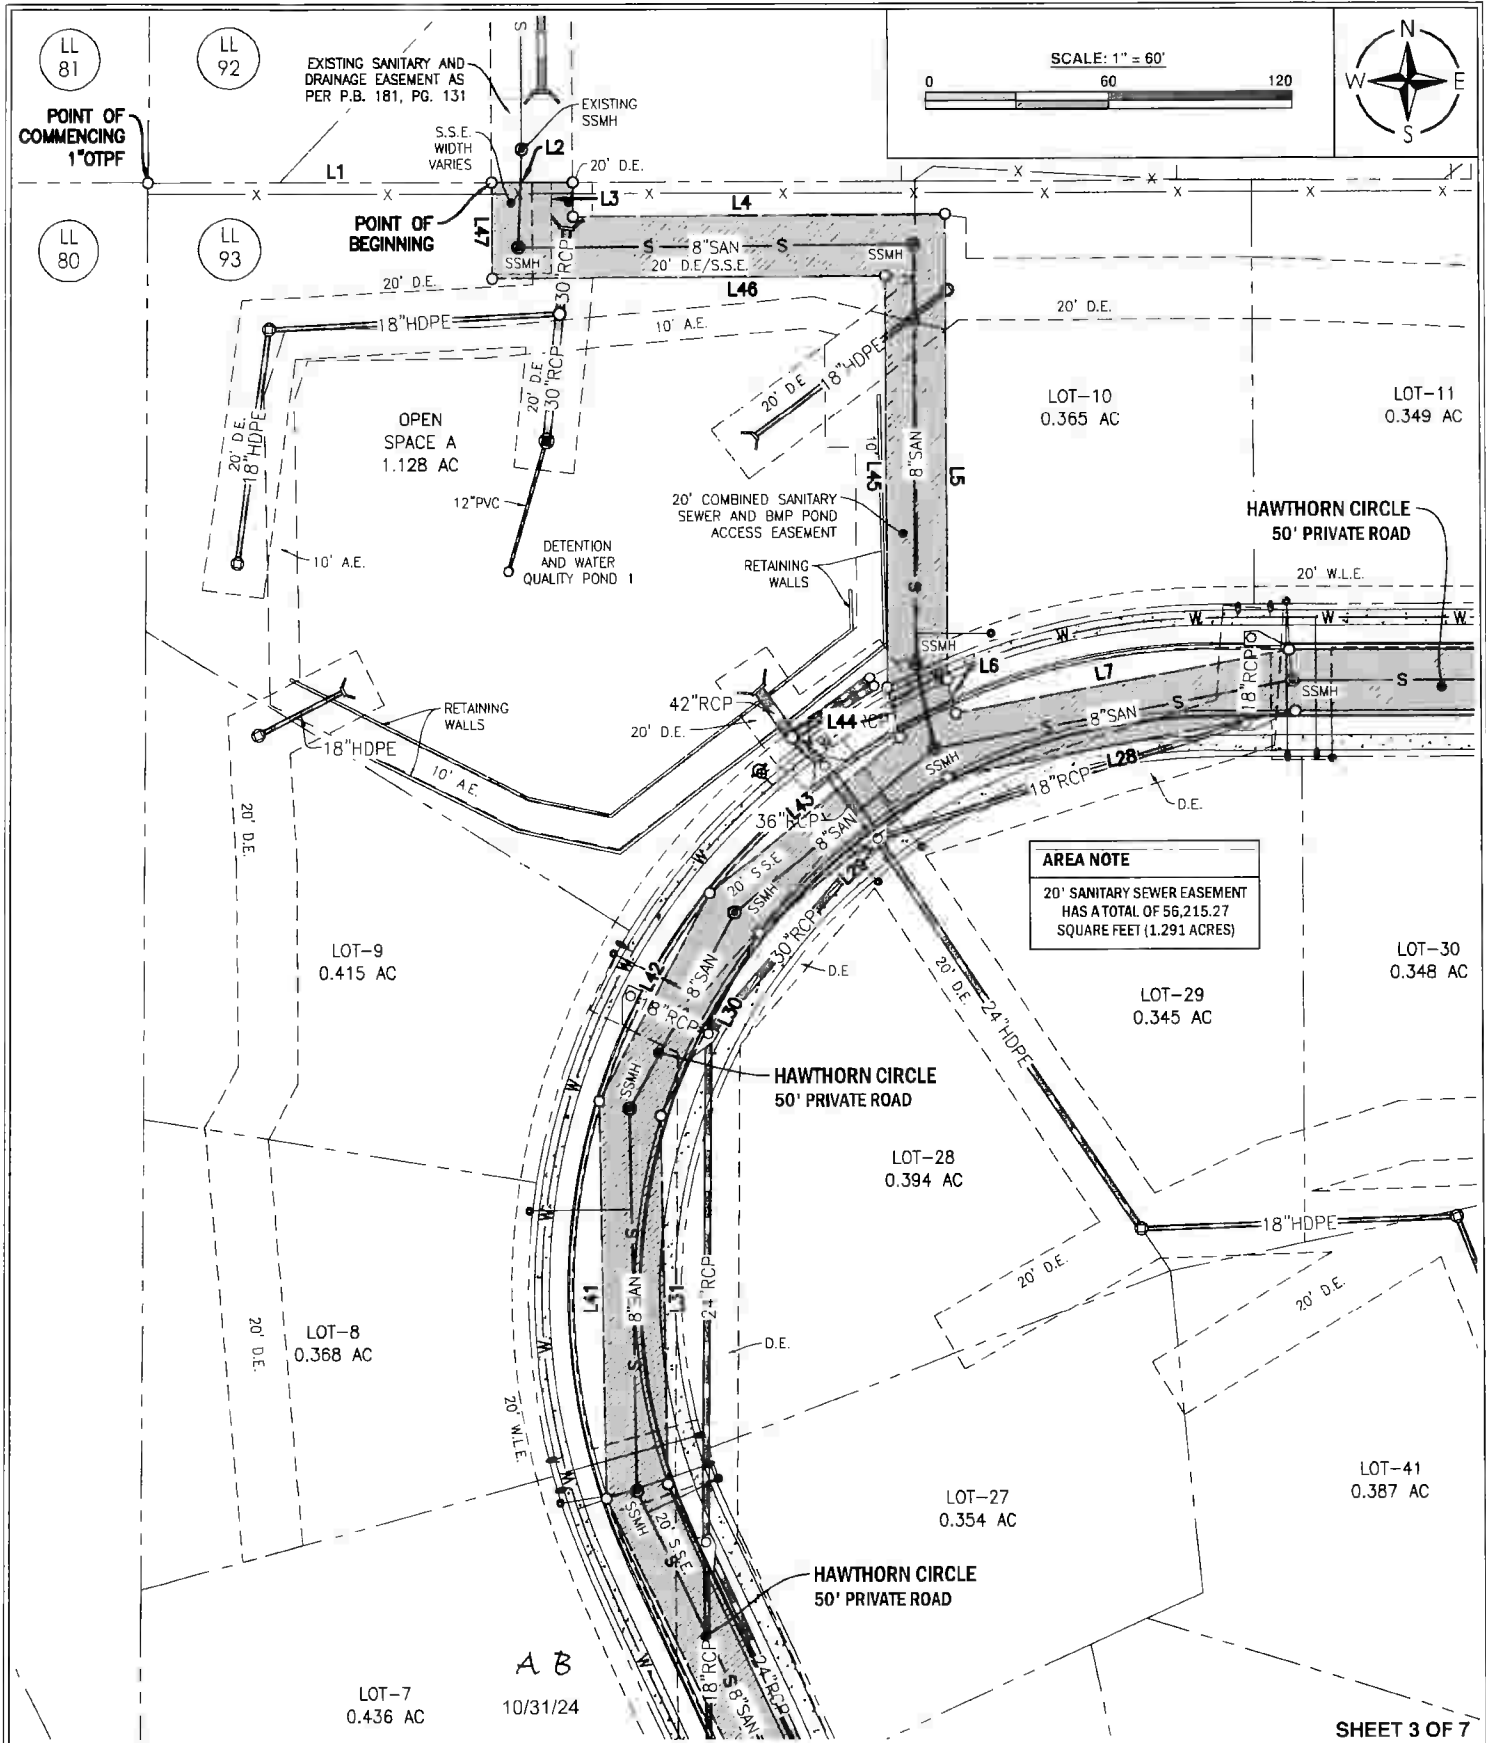 LL
81
LL
92
EXISTING SANITARY AND
DRAINAGE EASEMENT AS
PER P.B. 181, PG. 131
S
SCALE: 1" = 60'
0 60 120
N
W E
S
POINT OF
COMMENCING
1"OTPF
EXISTING
SSMH
S.S.E.
WIDTH
VARIES
L2
20' D.E.
L1
L3
L4
X X X X X X X X X X
POINT OF
BEGINNING
L47
LL
80
LL
93
SSMH
S 8"SAN S
20' D.E/S.S.E.
SSMH
30"RCP
20' D.E.
L46
18"HDPE
10' A.E.
20' D.E.
20' D.E.
18"HDPE
20' D.E.
30"RCP
20' D.E
18"HDPE
OPEN
SPACE A
1.128 AC
LOT-10
0.365 AC
LOT-11
0.349 AC
10'
L45
8"SAN
L5
12"PVC
20' COMBINED SANITARY
SEWER AND BMP POND
ACCESS EASEMENT
HAWTHORN CIRCLE
50' PRIVATE ROAD
DETENTION
AND WATER
QUALITY POND 1
10' A.E.
RETAINING
WALLS
S
20' W.L.E.
W W W W
SSMH
L6
L7
18"RCP
SSMH
S
42"RCP
RETAINING
WALLS
20' D.E.
L44
S 8"SAN S
18"HDPE
SSMH
L28
18"RCP
10' A.E.
D.E.
20' D.E.
L43
36"RCP
8"SAN
W
L29
AREA NOTE
20' SANITARY SEWER EASEMENT
HAS A TOTAL OF 56,215.27
SQUARE FEET (1.291 ACRES)
20' S.S.E
SSMH
30"RCP
LOT-9
0.415 AC
D.E
LOT-30
0.348 AC
W
L42
8"SAN
20' D.E.
LOT-29
0.345 AC
18"RCP
L30
24"HDPE
HAWTHORN CIRCLE
50' PRIVATE ROAD
W
SSMH
LOT-28
0.394 AC
W
S
18"HDPE
20' D.E.
24"RCP
20' D.E.
L41
8"SAN
L31
LOT-8
0.368 AC
20' D.E.
W
S
D.E.
20' W.L.E.
LOT-41
0.387 AC
W
LOT-27
0.354 AC
SSMH
20' S.S.E.
S
HAWTHORN CIRCLE
50' PRIVATE ROAD
W
A B
10/31/24
18"RCP
24"RCP
S
8"SAN
LOT-7
0.436 AC
SHEET 3 OF 7